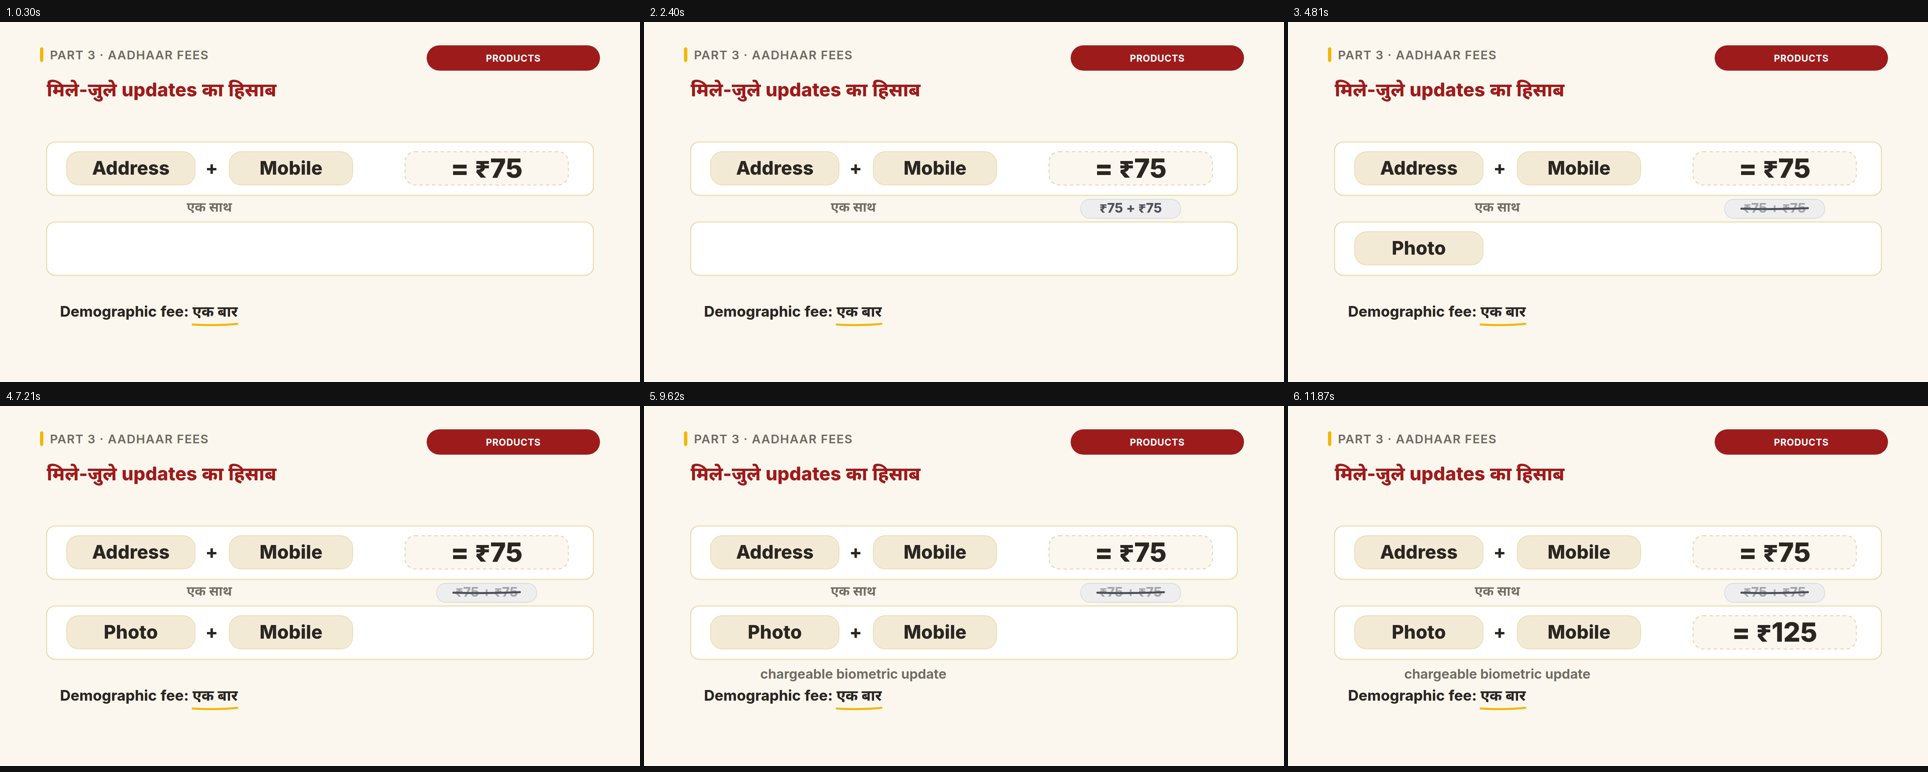 1. 0.30s
PART 3 · AADHAAR FEES
PRODUCTS
मिले-जुले updates का हिसाब
Address + Mobile = ₹75
एक साथ
Demographic fee: एक बार
2. 2.40s
PART 3 · AADHAAR FEES
PRODUCTS
मिले-जुले updates का हिसाब
Address + Mobile = ₹75
एक साथ ₹75 + ₹75
Demographic fee: एक बार
3. 4.81s
PART 3 · AADHAAR FEES
PRODUCTS
मिले-जुले updates का हिसाब
Address + Mobile = ₹75
एक साथ ₹75 + ₹75
Photo
Demographic fee: एक बार
4. 7.21s
PART 3 · AADHAAR FEES
PRODUCTS
मिले-जुले updates का हिसाब
Address + Mobile = ₹75
एक साथ ₹75 + ₹75
Photo + Mobile
Demographic fee: एक बार
5. 9.62s
PART 3 · AADHAAR FEES
PRODUCTS
मिले-जुले updates का हिसाब
Address + Mobile = ₹75
एक साथ ₹75 + ₹75
Photo + Mobile
chargeable biometric update
Demographic fee: एक बार
6. 11.87s
PART 3 · AADHAAR FEES
PRODUCTS
मिले-जुले updates का हिसाब
Address + Mobile = ₹75
एक साथ ₹75 + ₹75
Photo + Mobile = ₹125
chargeable biometric update
Demographic fee: एक बार